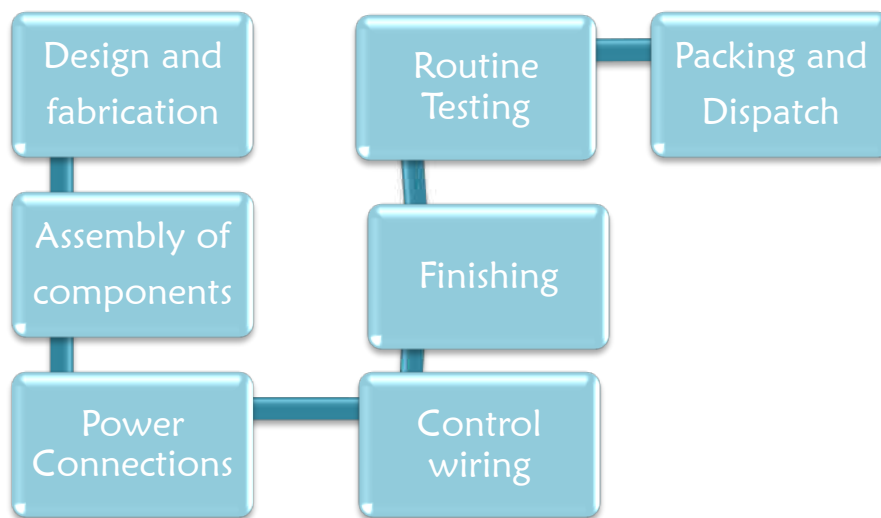 Design and
fabrication
Assembly of
components
Power
Connections
Control
wiring
Finishing
Routine
Testing
Packing and
Dispatch